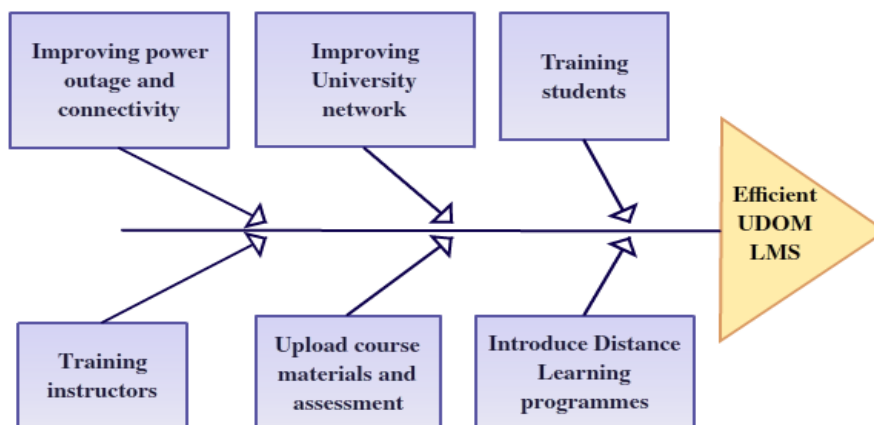 Improving power
outage and
connectivity
Improving
University
network
Training
students
Efficient
UDOM
LMS
Training
instructors
Upload course
materials and
assessment
Introduce Distance
Learning
programmes